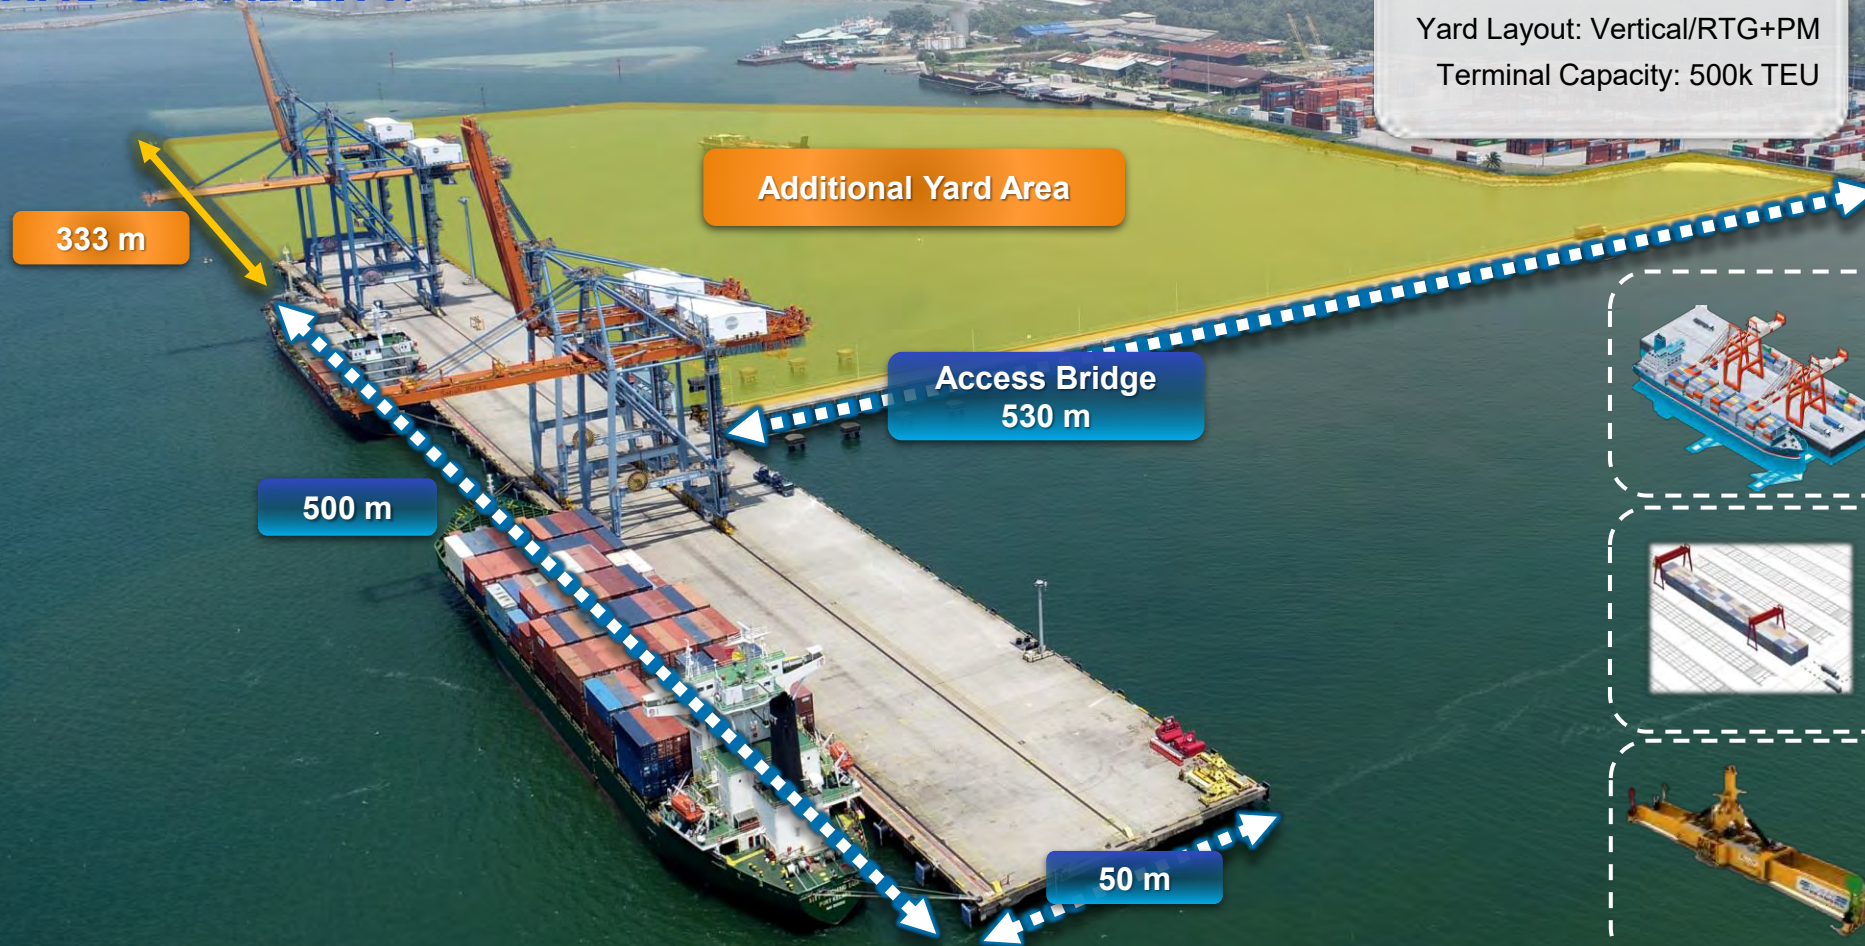 Yard Layout: Vertical/RTG+PM
Terminal Capacity: 500k TEU
Additional Yard Area
333 m
Access Bridge
530 m
500 m
50 m